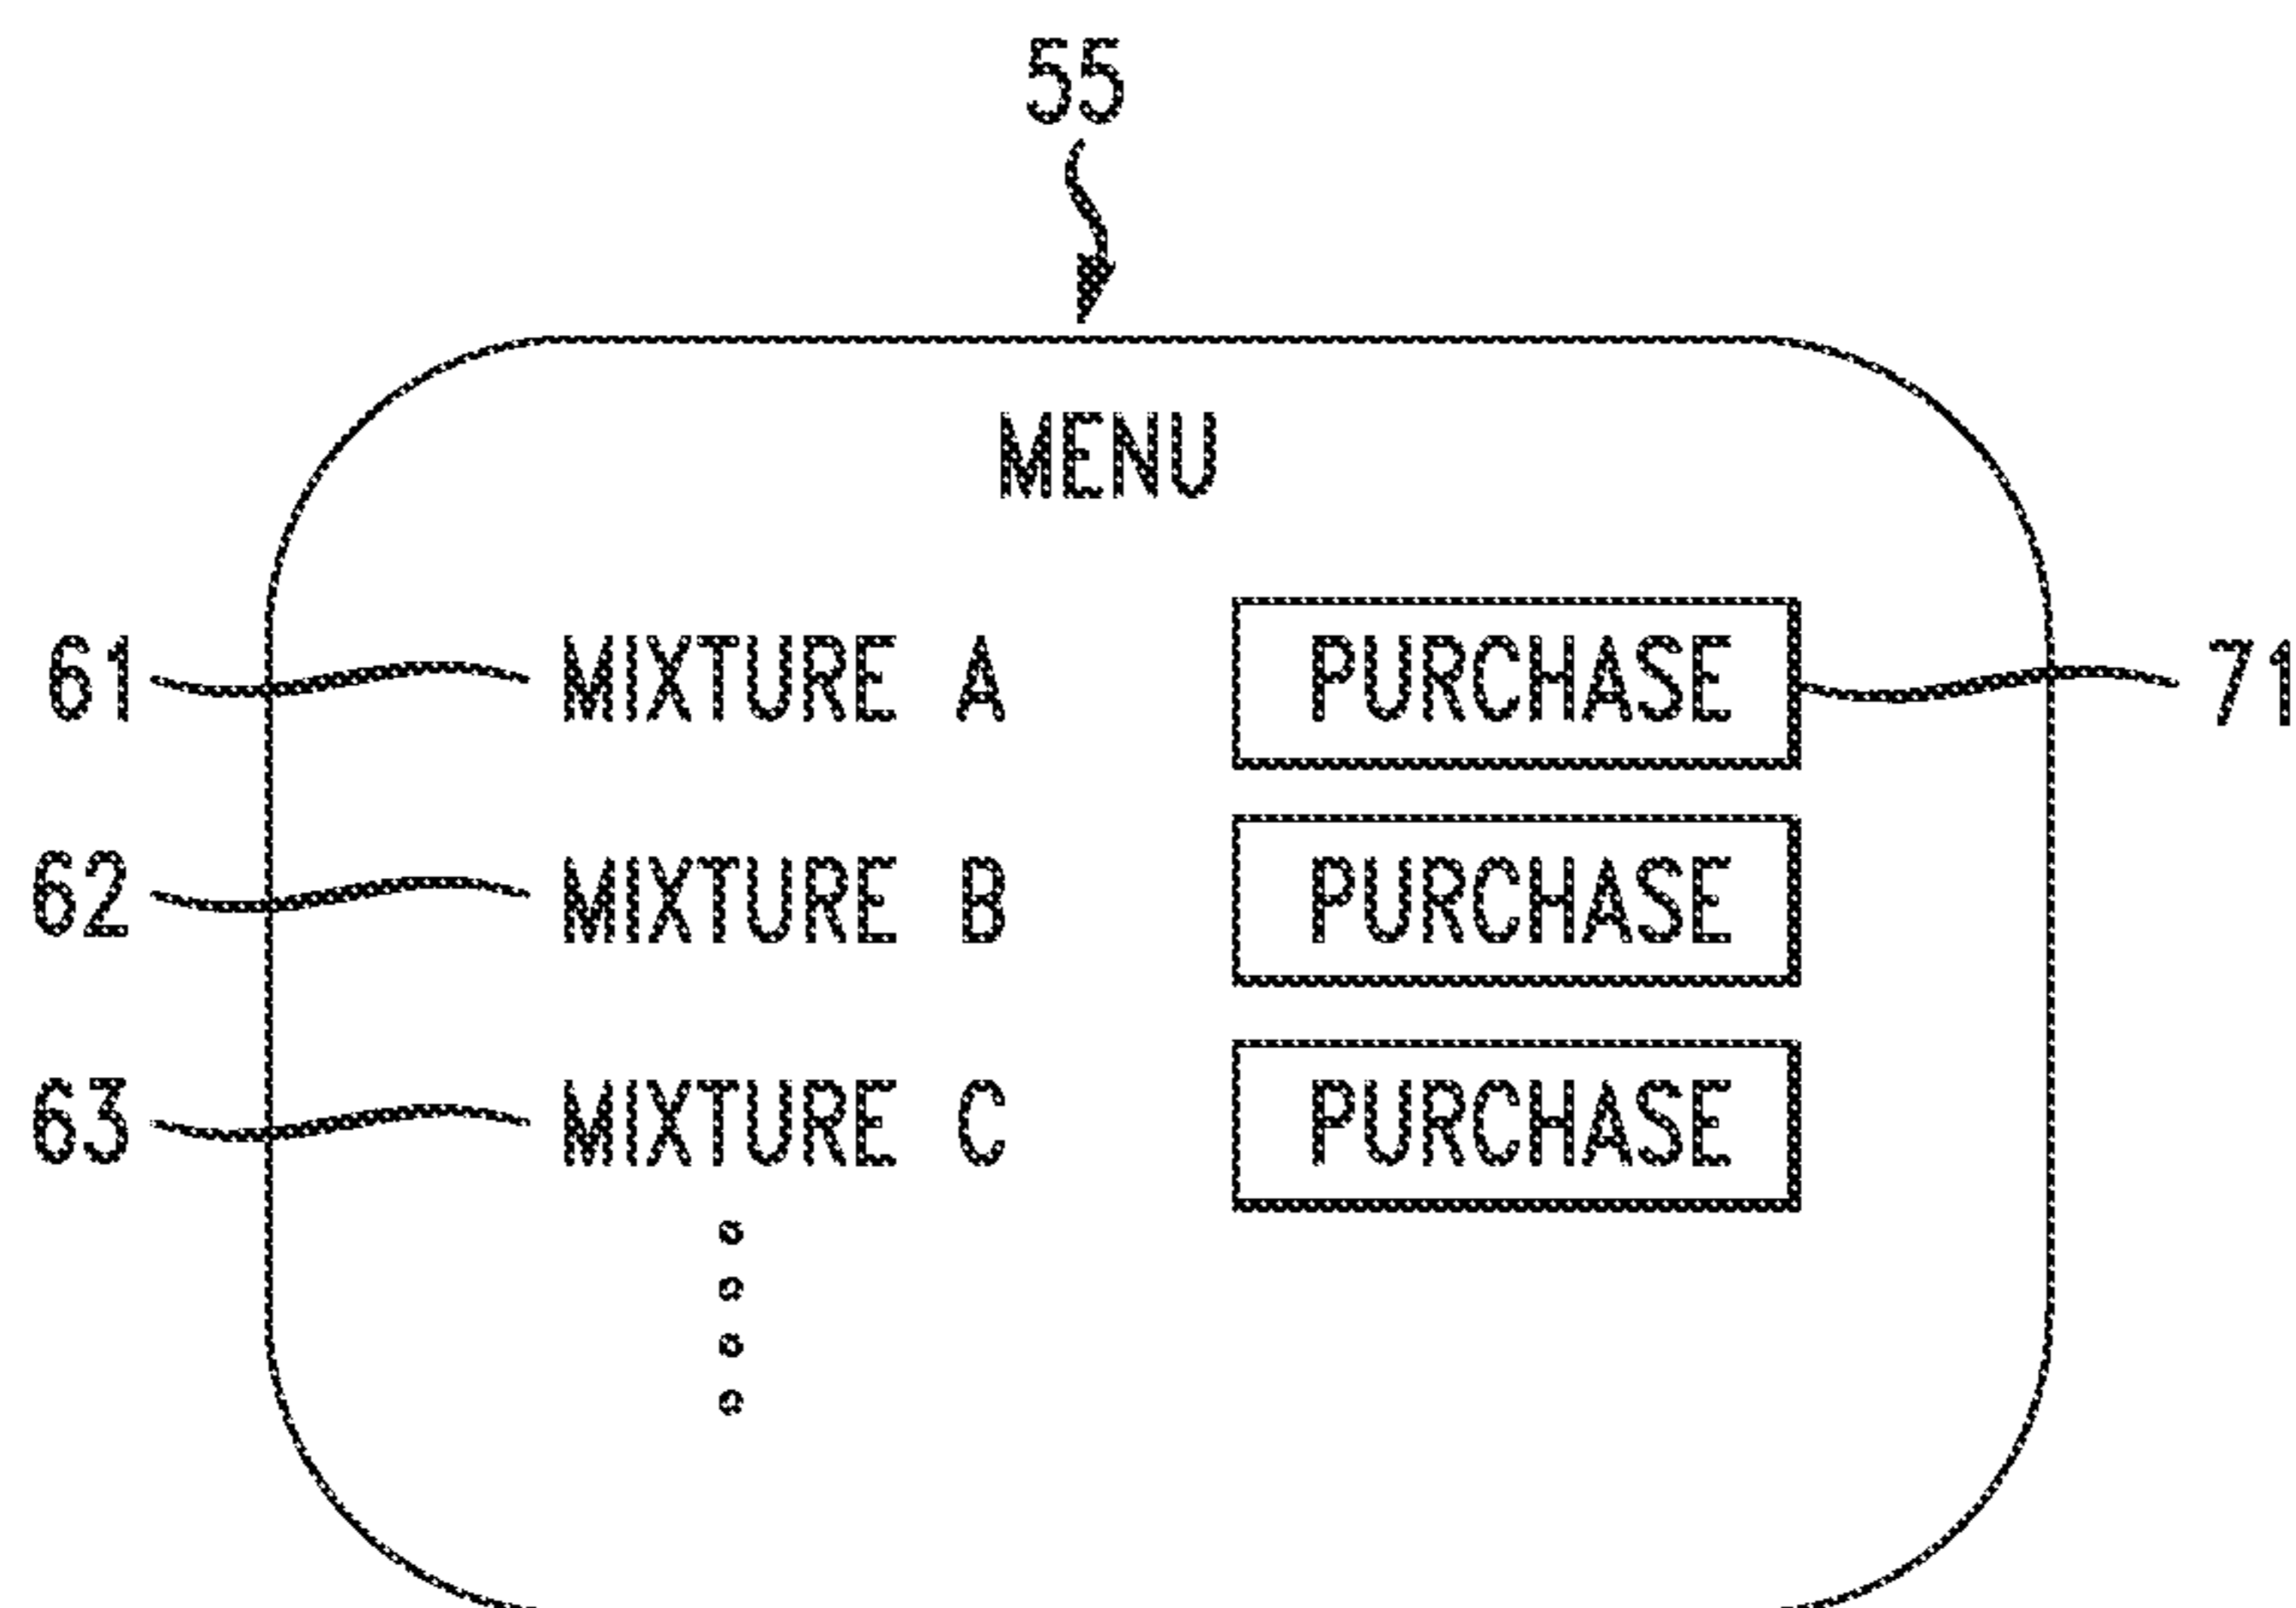 55
MENU
61 MIXTURE A PURCHASE 71
62 MIXTURE B PURCHASE
63 MIXTURE C PURCHASE